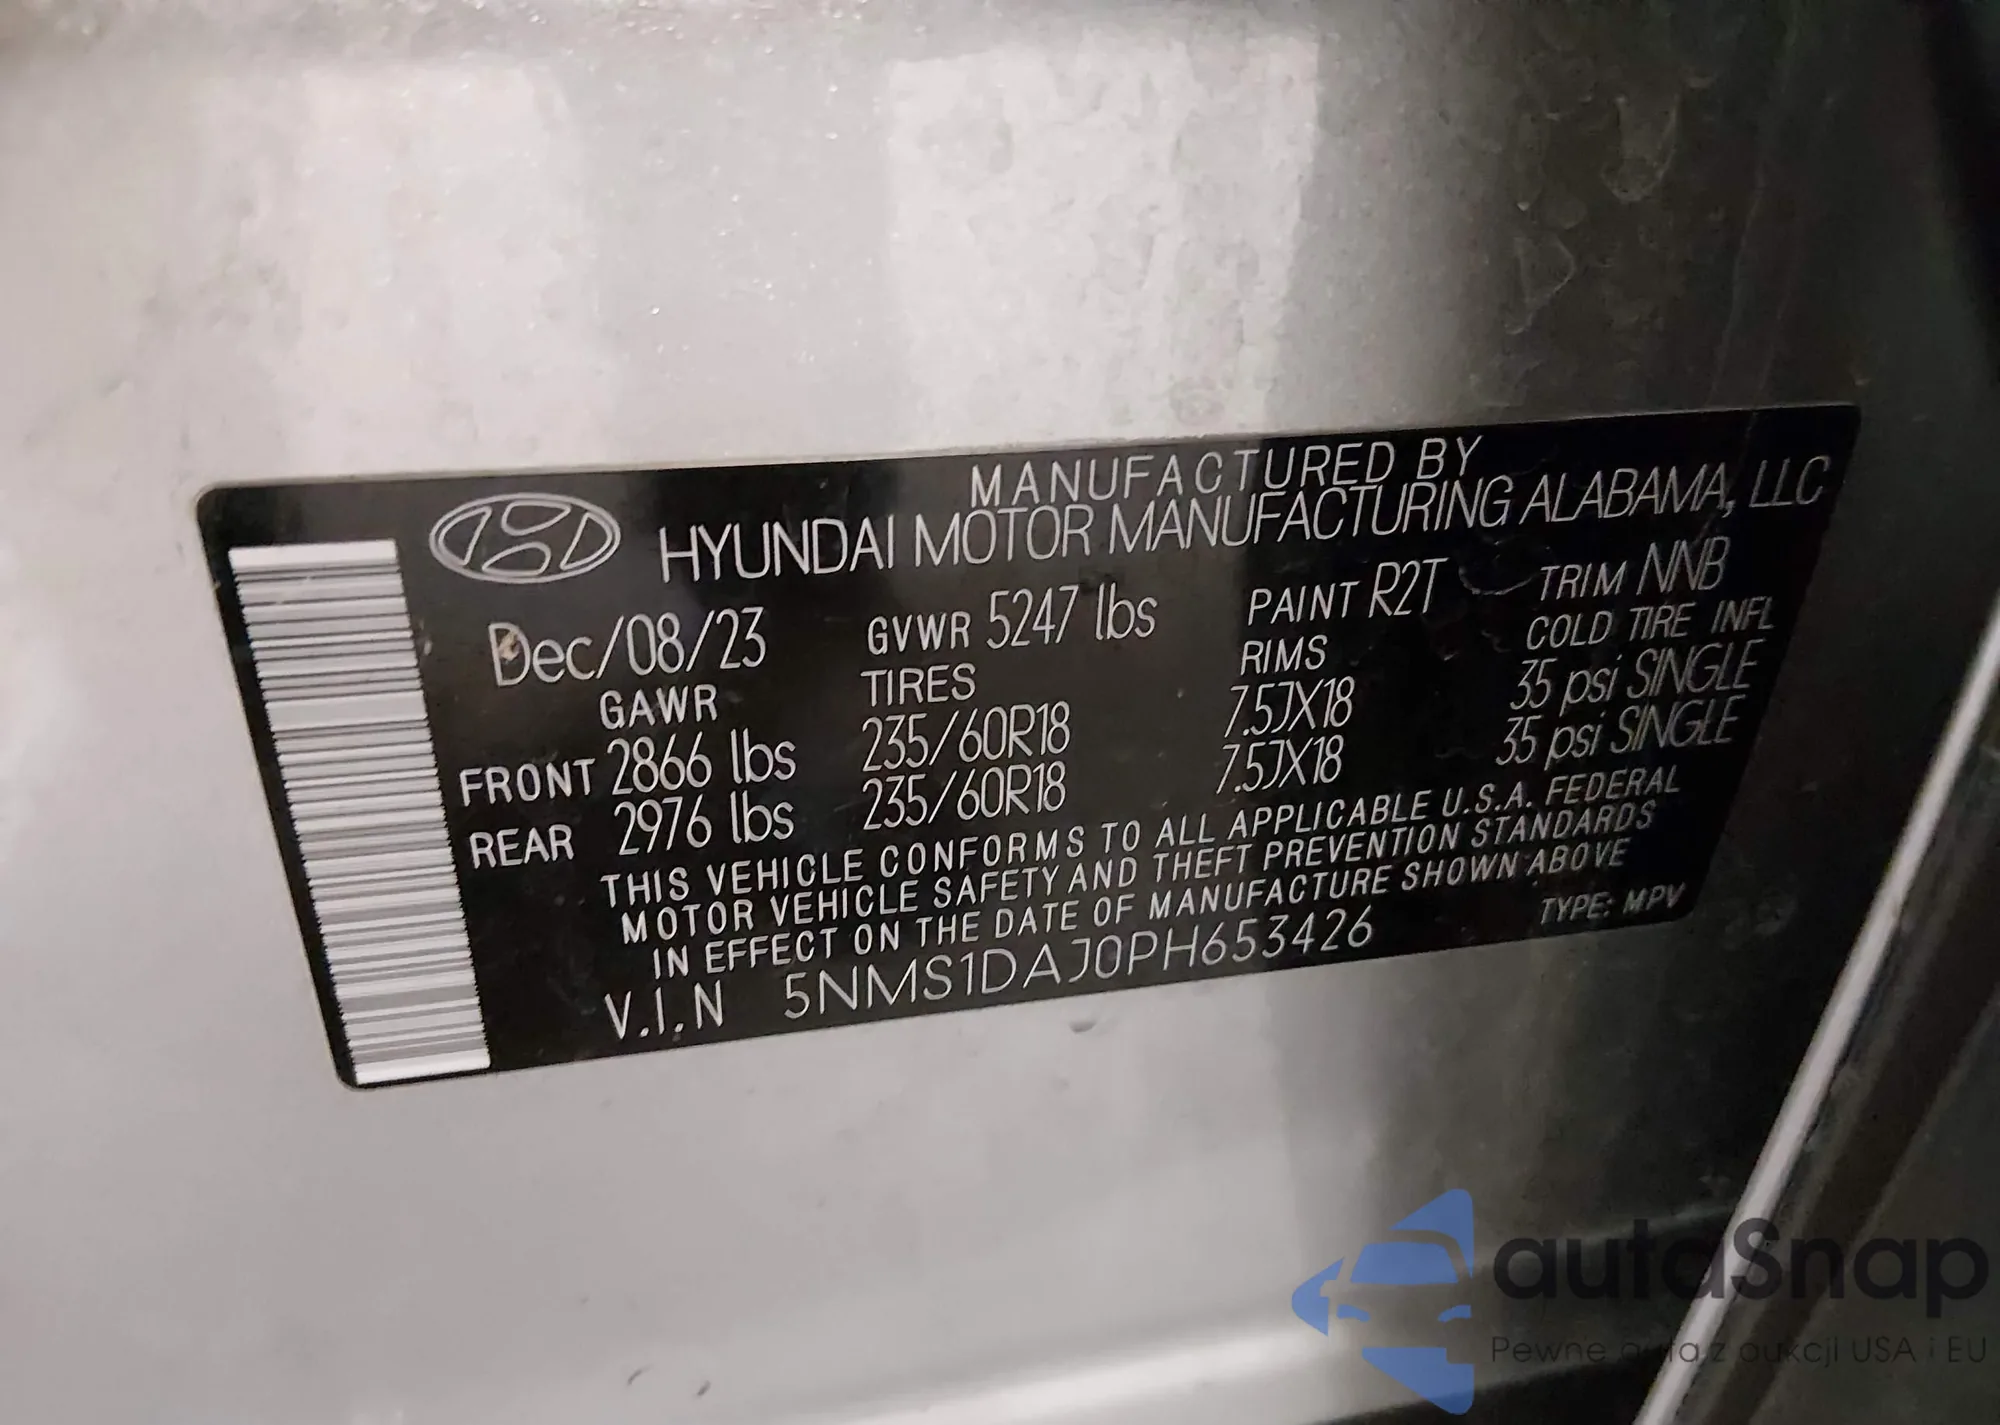 MANUFACTURED BY
HYUNDAI MOTOR MANUFACTURING ALABAMA, LLC
Dec/08/23 GVWR 5247 lbs PAINT R2T TRIM NNB
GAWR TIRES RIMS COLD TIRE INFL
FRONT 2866 lbs 235/60R18 7.5JX18 35 psi SINGLE
REAR 2976 lbs 235/60R18 7.5JX18 35 psi SINGLE
THIS VEHICLE CONFORMS TO ALL APPLICABLE U.S.A. FEDERAL
MOTOR VEHICLE SAFETY AND THEFT PREVENTION STANDARDS
IN EFFECT ON THE DATE OF MANUFACTURE SHOWN ABOVE
V.I.N 5NMS1DAJ0PH653426 TYPE: MPV
autaSnap
Pewne auta z aukcji USA i EU